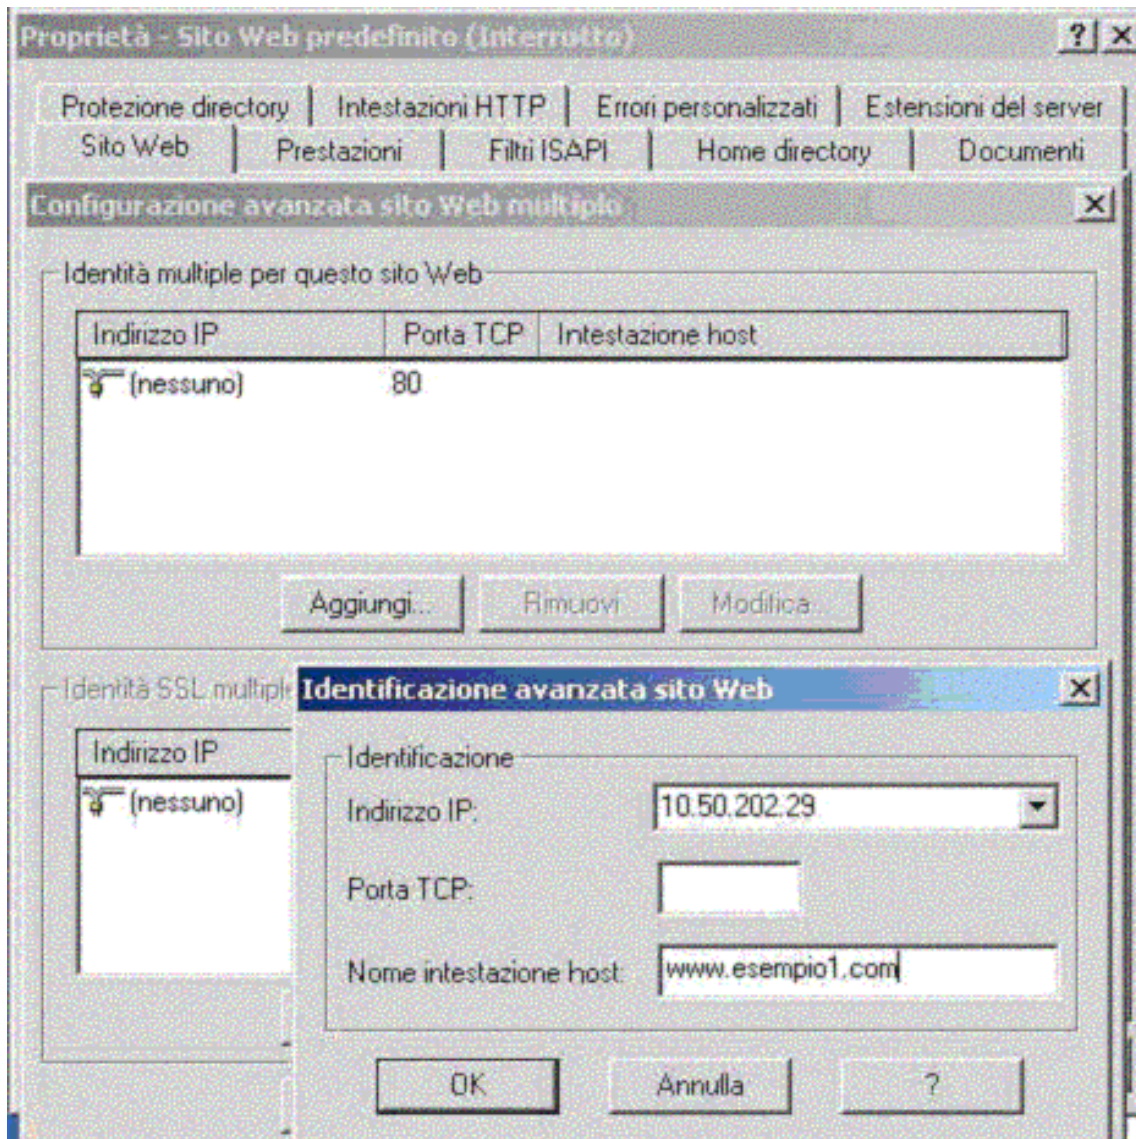 Proprietà - Sito Web predefinito (Interrotto)
Protezione directory Intestazioni HTTP Errori personalizzati Estensioni del server
Sito Web Prestazioni Filtri ISAPI Home directory Documenti
Configurazione avanzata sito Web multiplo
Identità multiple per questo sito Web
Indirizzo IP Porta TCP Intestazione host
(nessuno) 80
Aggiungi... Rimuovi Modifica...
Identità SSL multiple
Indirizzo IP
(nessuno)
Identificazione avanzata sito Web
Identificazione
Indirizzo IP: 10.50.202.29
Porta TCP:
Nome intestazione host: www.esempio1.com
OK Annulla ?